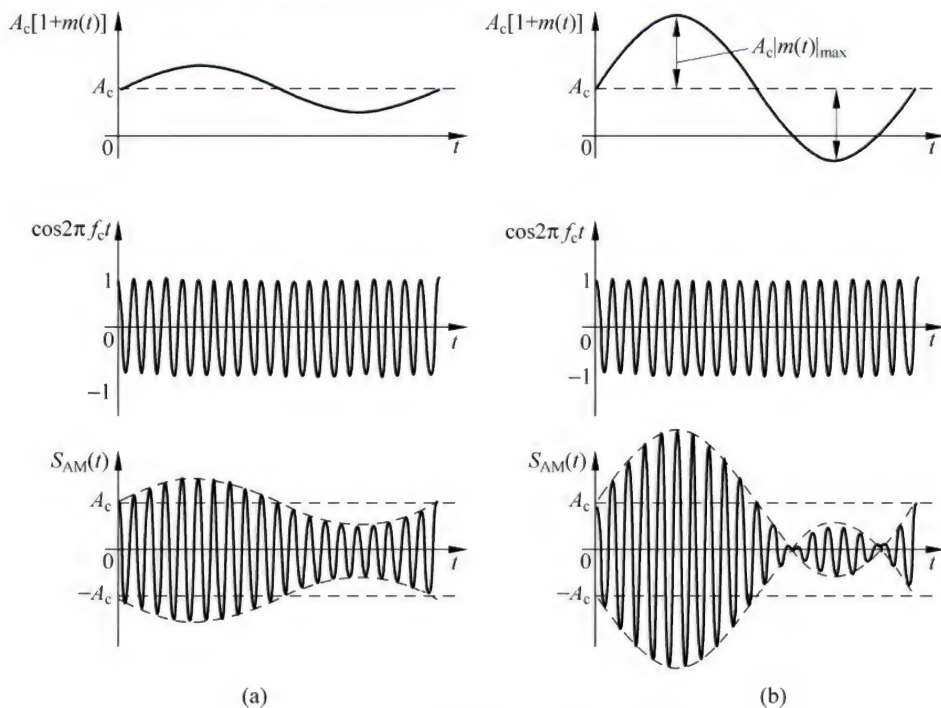 A_c[1+m(t)]
A_c
0
t
A_c[1+m(t)]
A_c|m(t)|_max
A_c
0
t
cos2π f_c t
1
0
t
−1
cos2π f_c t
1
0
t
−1
S_AM(t)
A_c
0
t
−A_c
S_AM(t)
A_c
0
t
−A_c
(a)
(b)